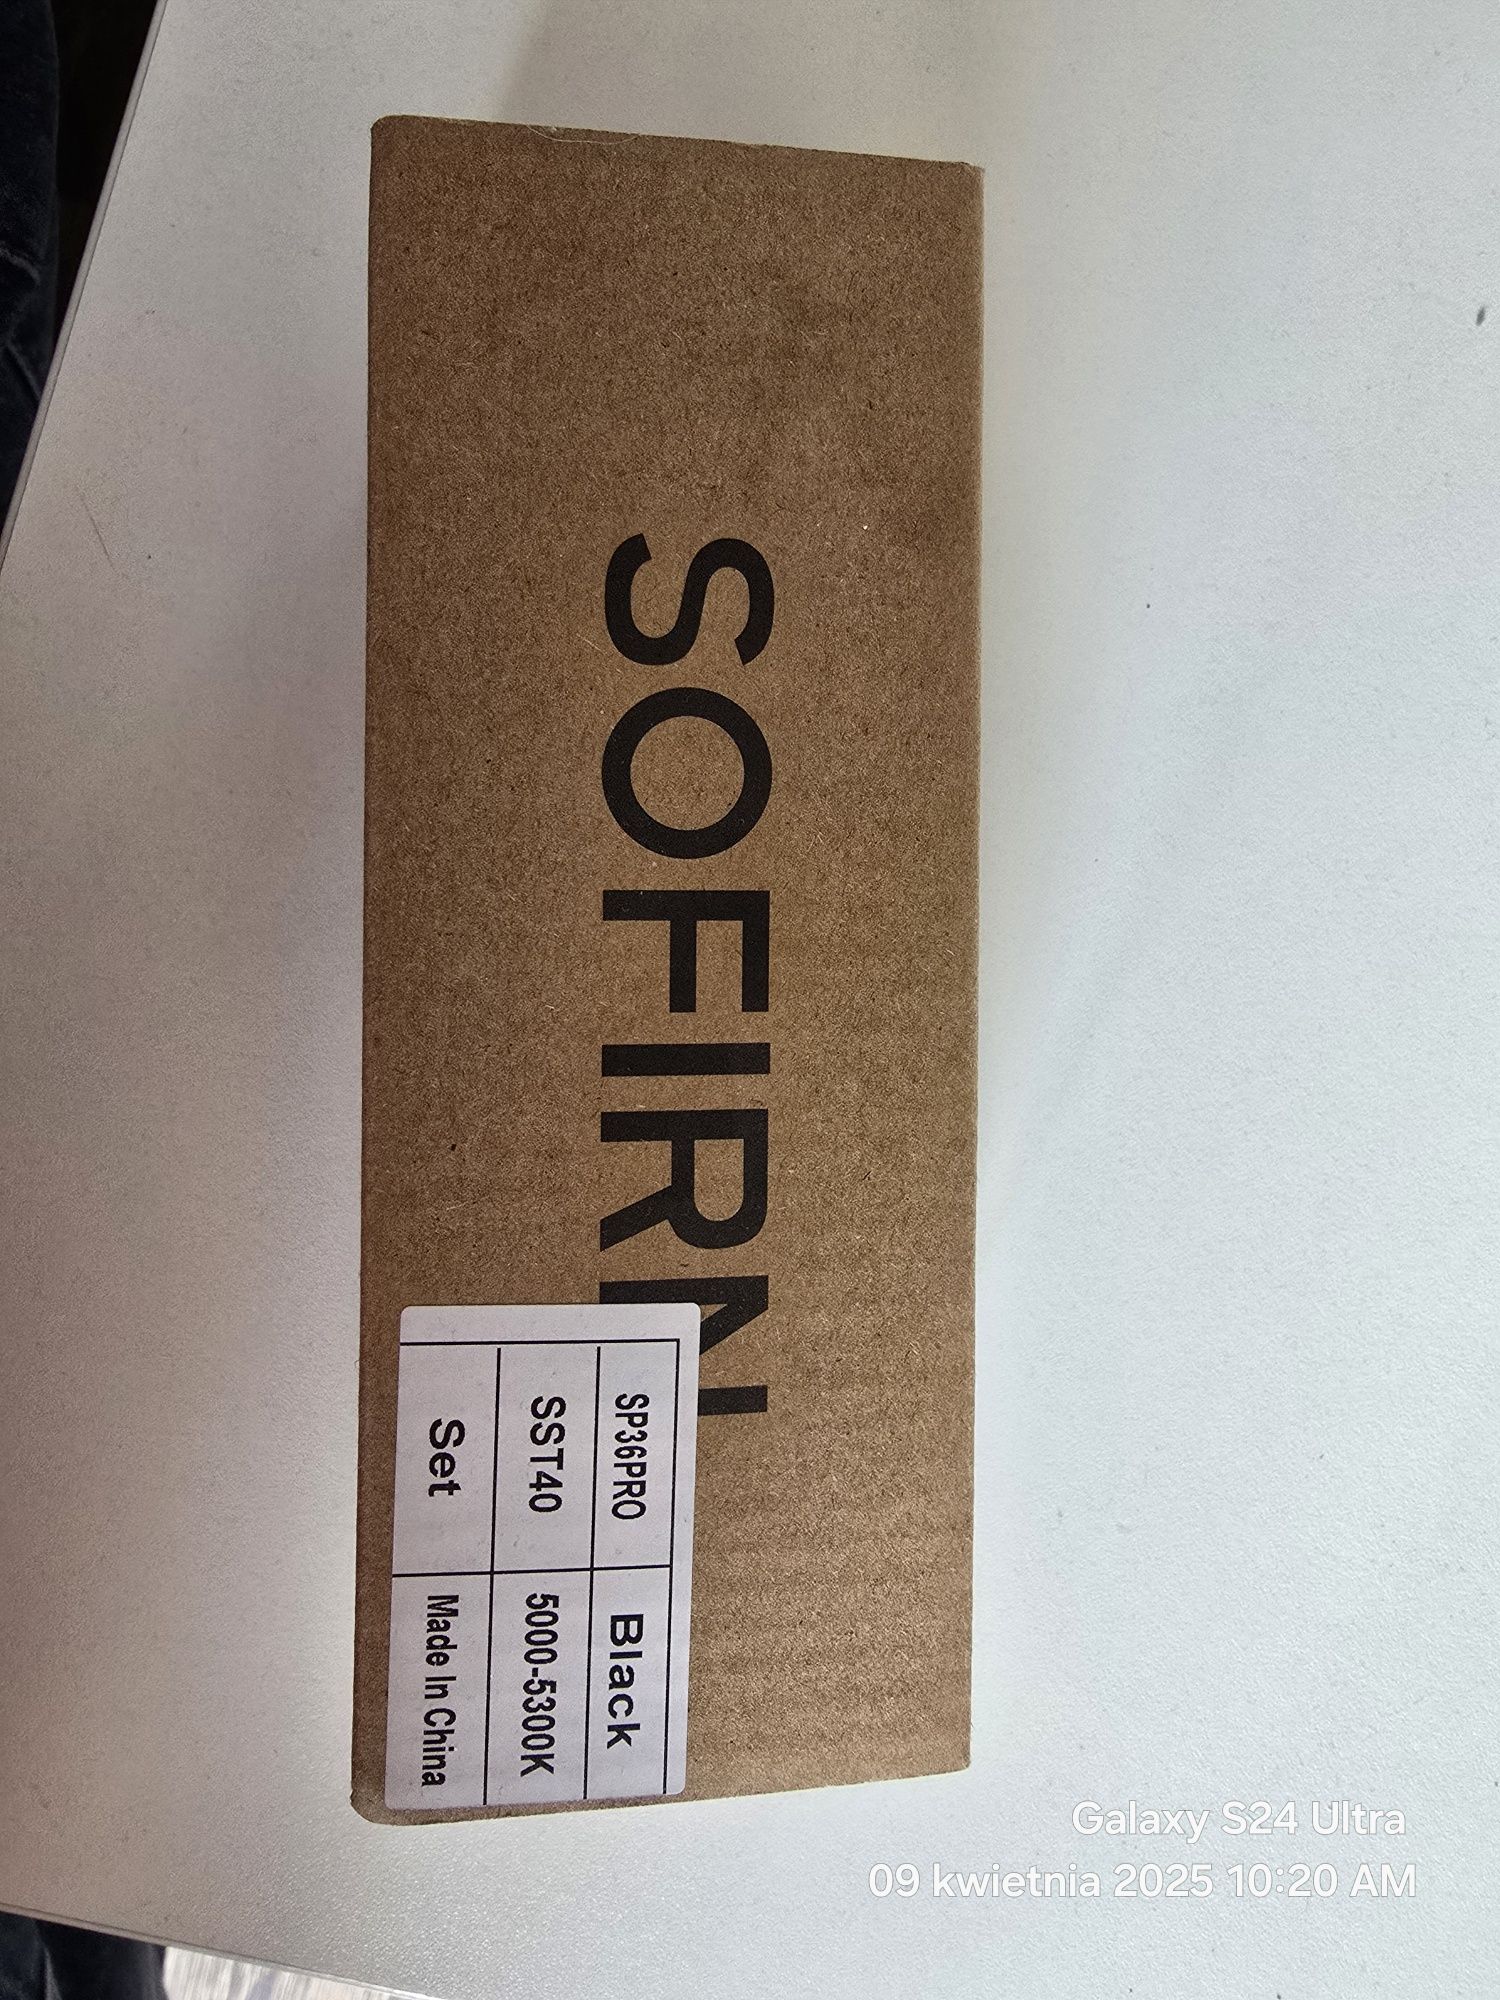 SOFIRN
SP36PRO Black
SST40 5000-5300K
Set Made In China
Galaxy S24 Ultra
09 kwietnia 2025 10:20 AM